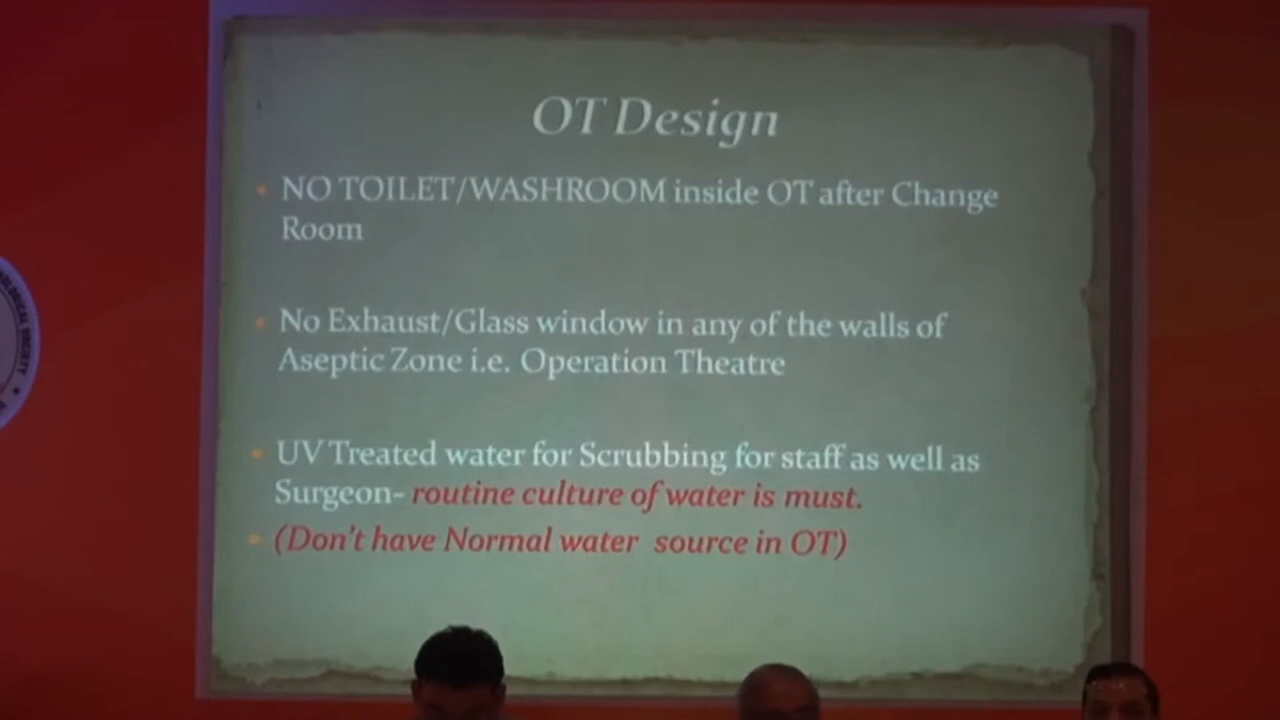 OT Design
• NO TOILET/WASHROOM inside OT after Change
Room
• No Exhaust/Glass window in any of the walls of
Aseptic Zone i.e. Operation Theatre
• UV Treated water for Scrubbing for staff as well as
Surgeon- routine culture of water is must.
• (Don't have Normal water source in OT)
SOCIETY